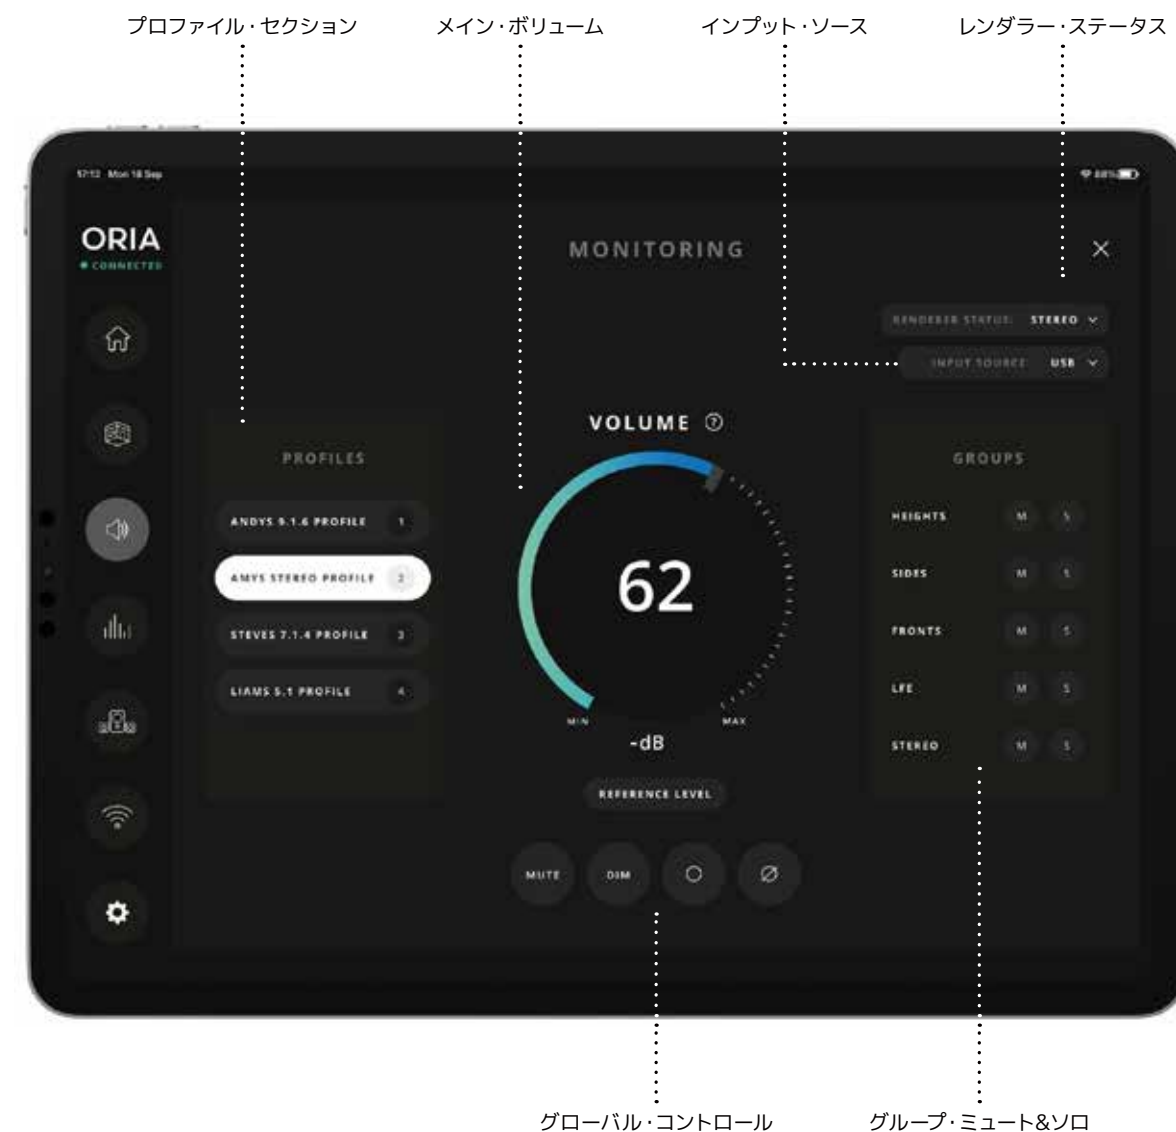 プロファイル・セクション
メイン・ボリューム
インプット・ソース
レンダラー・ステータス
Mon 18 Sep
88%
ORIA
CONNECTED
MONITORING
RENDERER STATUS: STEREO
INPUT SOURCE: USB
VOLUME ?
PROFILES
ANDYS 9.1.6 PROFILE 1
AMYS STEREO PROFILE 2
STEVES 7.1.4 PROFILE 3
LIAMS 5.1 PROFILE 4
62
MIN
MAX
-dB
REFERENCE LEVEL
MUTE
DIM
GROUPS
HEIGHTS M S
SIDES M S
FRONTS M S
LFE M S
STEREO M S
グローバル・コントロール
グループ・ミュート&ソロ